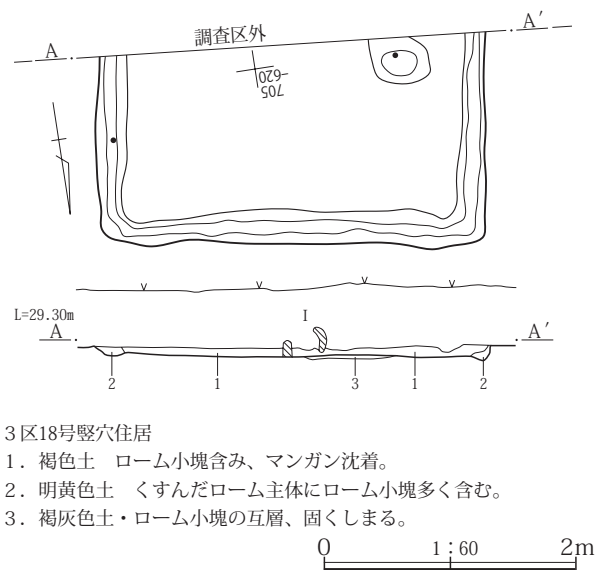 調査区外
A
A′
705
-620
L=29.30m
A
I
A′
2
1
3
1
2
３区18号竪穴住居
１．褐色土　ローム小塊含み、マンガン沈着。
２．明黄色土　くすんだローム主体にローム小塊多く含む。
３．褐灰色土・ローム小塊の互層、固くしまる。
0
1：60
2m